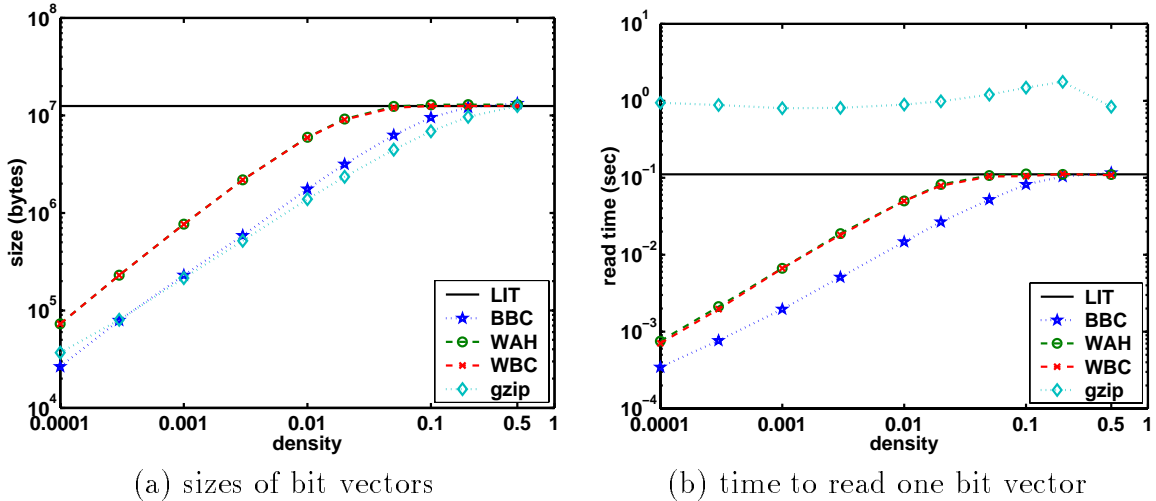 10^8
10^7
10^6
10^5
10^4
size (bytes)
LIT
BBC
WAH
WBC
gzip
0.0001 0.001 0.01 0.1 0.5 1
density
(a) sizes of bit vectors
10^1
10^0
10^-1
10^-2
10^-3
10^-4
read time (sec)
LIT
BBC
WAH
WBC
gzip
0.0001 0.001 0.01 0.1 0.5 1
density
(b) time to read one bit vector